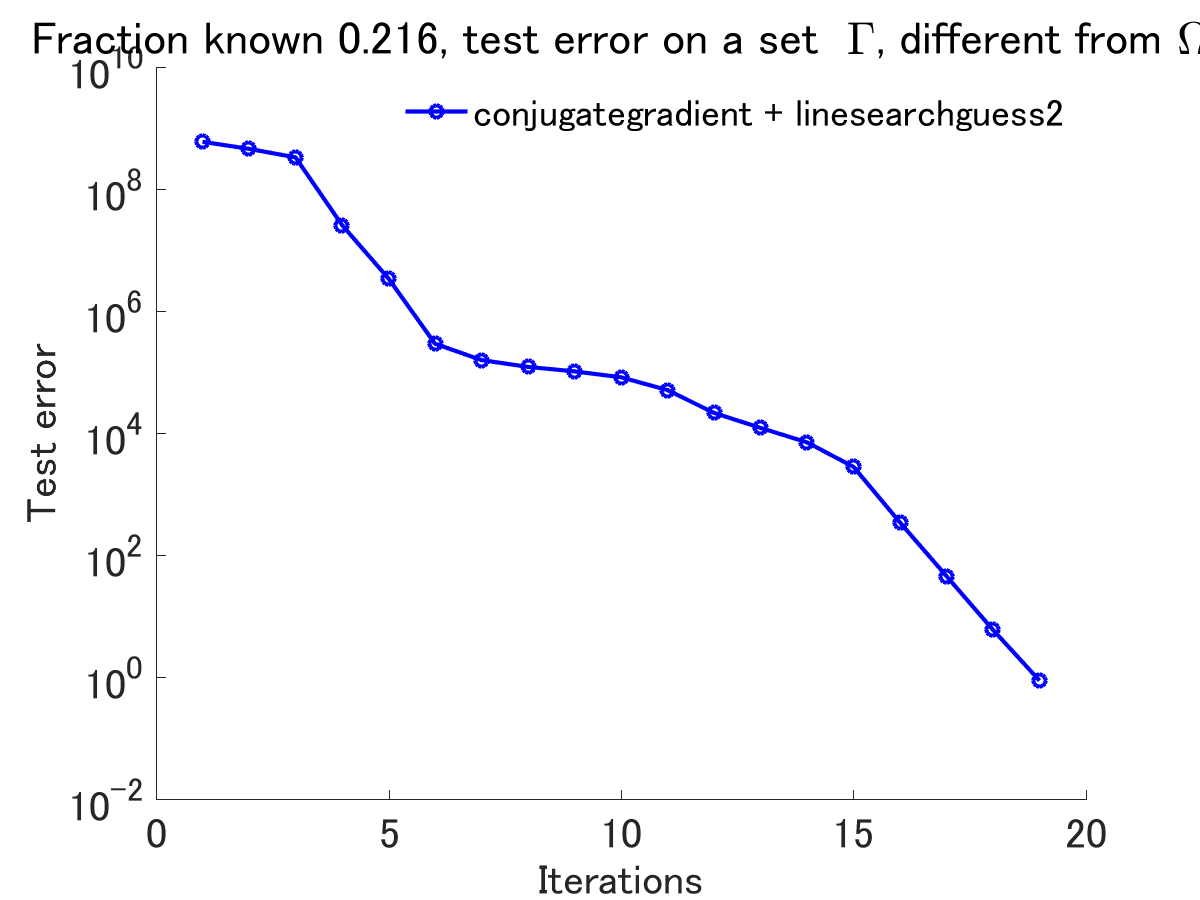 Fraction known 0.216, test error on a set Γ, different from Ω
conjugategradient + linesearchguess2
10^10
10^8
10^6
10^4
10^2
10^0
10^-2
Test error
0 5 10 15 20
Iterations